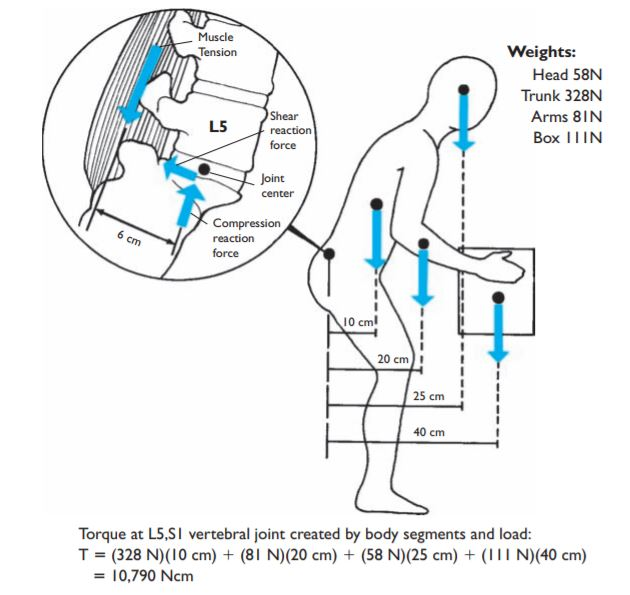 Muscle
Tension
L5
Shear
reaction
force
Joint
center
Compression
reaction
force
6 cm
Weights:
Head 58N
Trunk 328N
Arms 81N
Box 111N
10 cm
20 cm
25 cm
40 cm
Torque at L5,S1 vertebral joint created by body segments and load:
T = (328 N)(10 cm) + (81 N)(20 cm) + (58 N)(25 cm) + (111 N)(40 cm)
= 10,790 Ncm